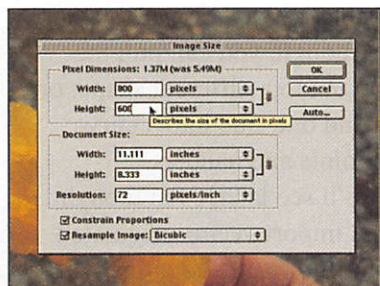 Image Size
Pixel Dimensions: 1.37M (was 5.49M)
Width: 800 pixels
Height: 600 pixels
Describes the size of the document in pixels
Document Size:
Width: 11.111 inches
Height: 8.333 inches
Resolution: 72 pixels/inch
Constrain Proportions
Resample Image: Bicubic
OK
Cancel
Auto...